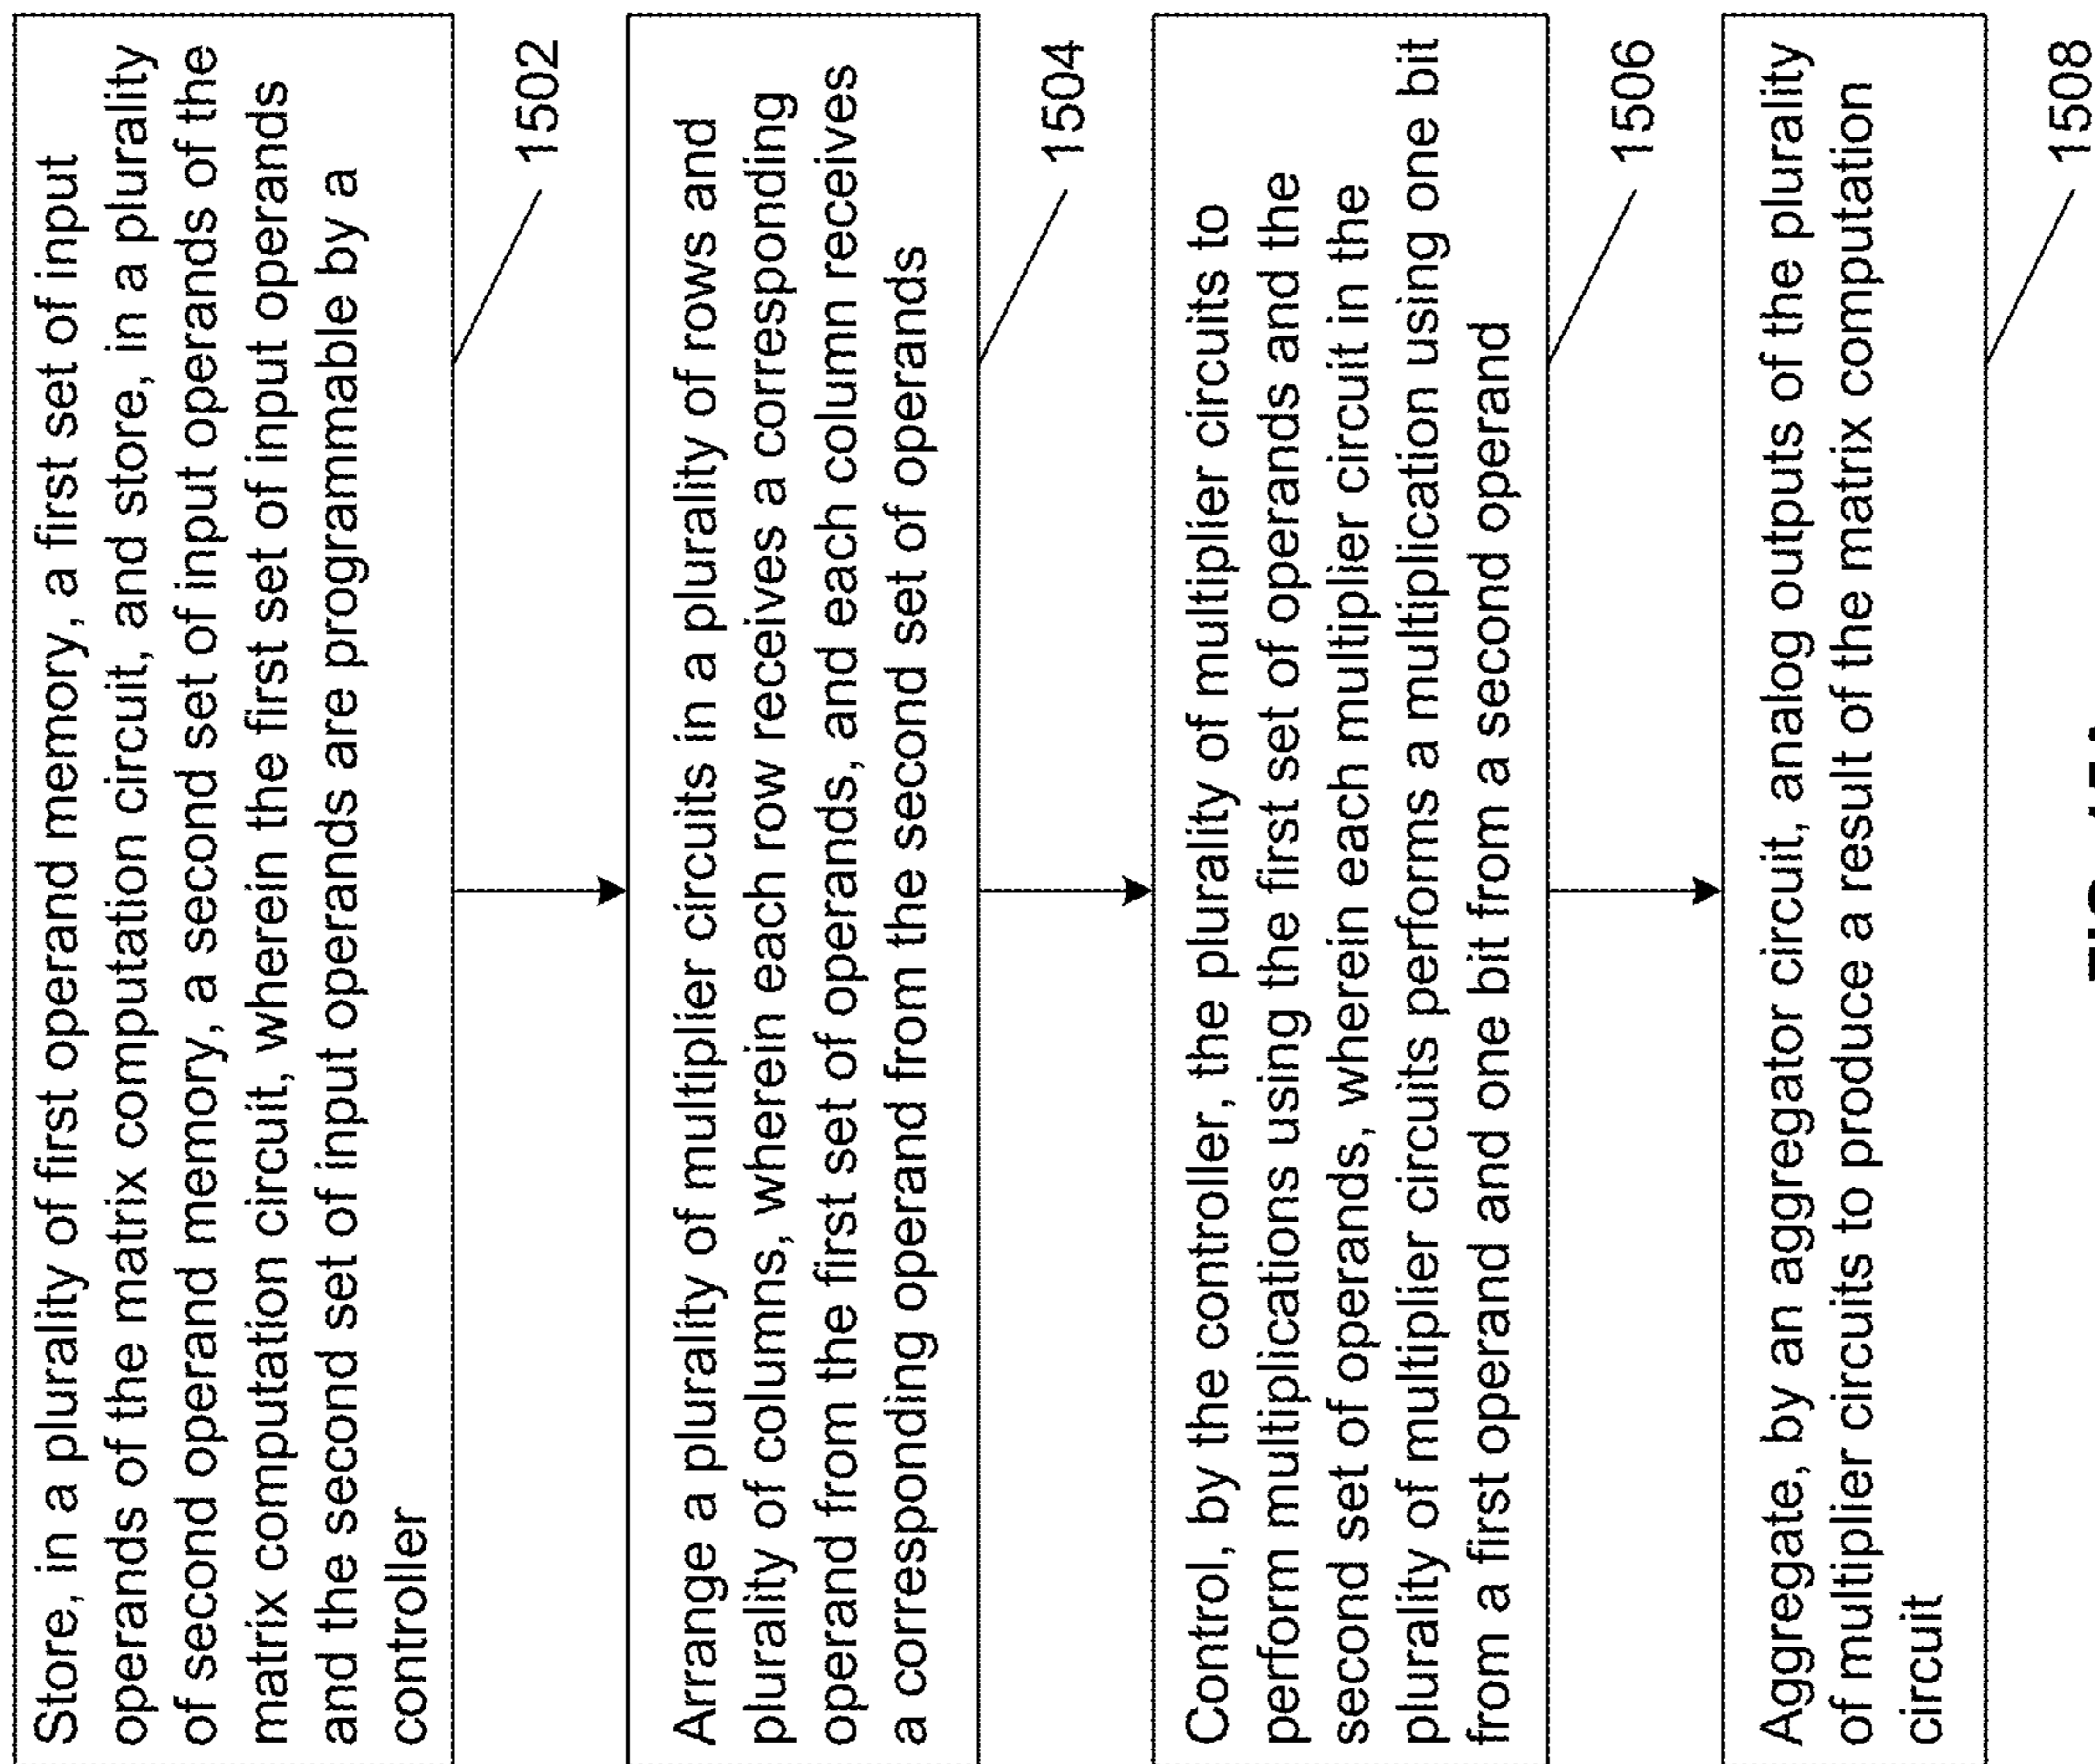 Store, in a plurality of first operand memory, a first set of input
operands of the matrix computation circuit, and store, in a plurality
of second operand memory, a second set of input operands of the
matrix computation circuit, wherein the first set of input operands
and the second set of input operands are programmable by a
controller
1502
Arrange a plurality of multiplier circuits in a plurality of rows and
plurality of columns, wherein each row receives a corresponding
operand from the first set of operands, and each column receives
a corresponding operand from the second set of operands
1504
Control, by the controller, the plurality of multiplier circuits to
perform multiplications using the first set of operands and the
second set of operands, wherein each multiplier circuit in the
plurality of multiplier circuits performs a multiplication using one bit
from a first operand and one bit from a second operand
1506
Aggregate, by an aggregator circuit, analog outputs of the plurality
of multiplier circuits to produce a result of the matrix computation
circuit
1508